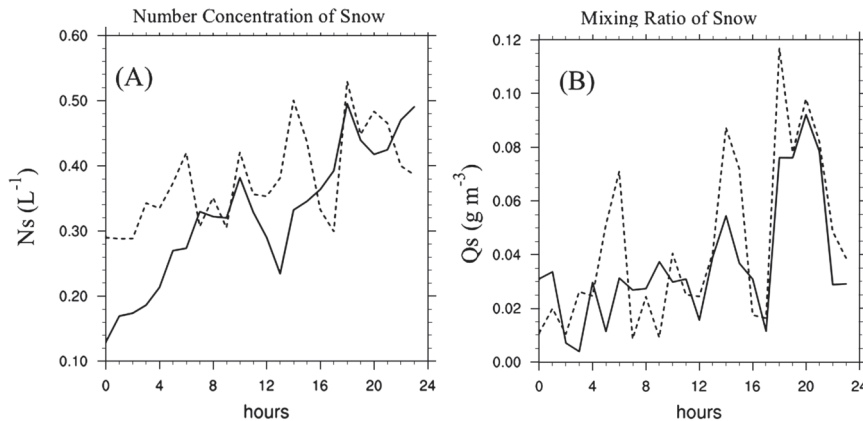 Number Concentration of Snow
0.60
0.50
0.40
0.30
0.20
0.10
(A)
Ns (L⁻¹)
0 4 8 12 16 20 24
hours
Mixing Ratio of Snow
0.12
0.10
0.08
0.06
0.04
0.02
0.00
(B)
Qs (g m⁻³)
0 4 8 12 16 20 24
hours